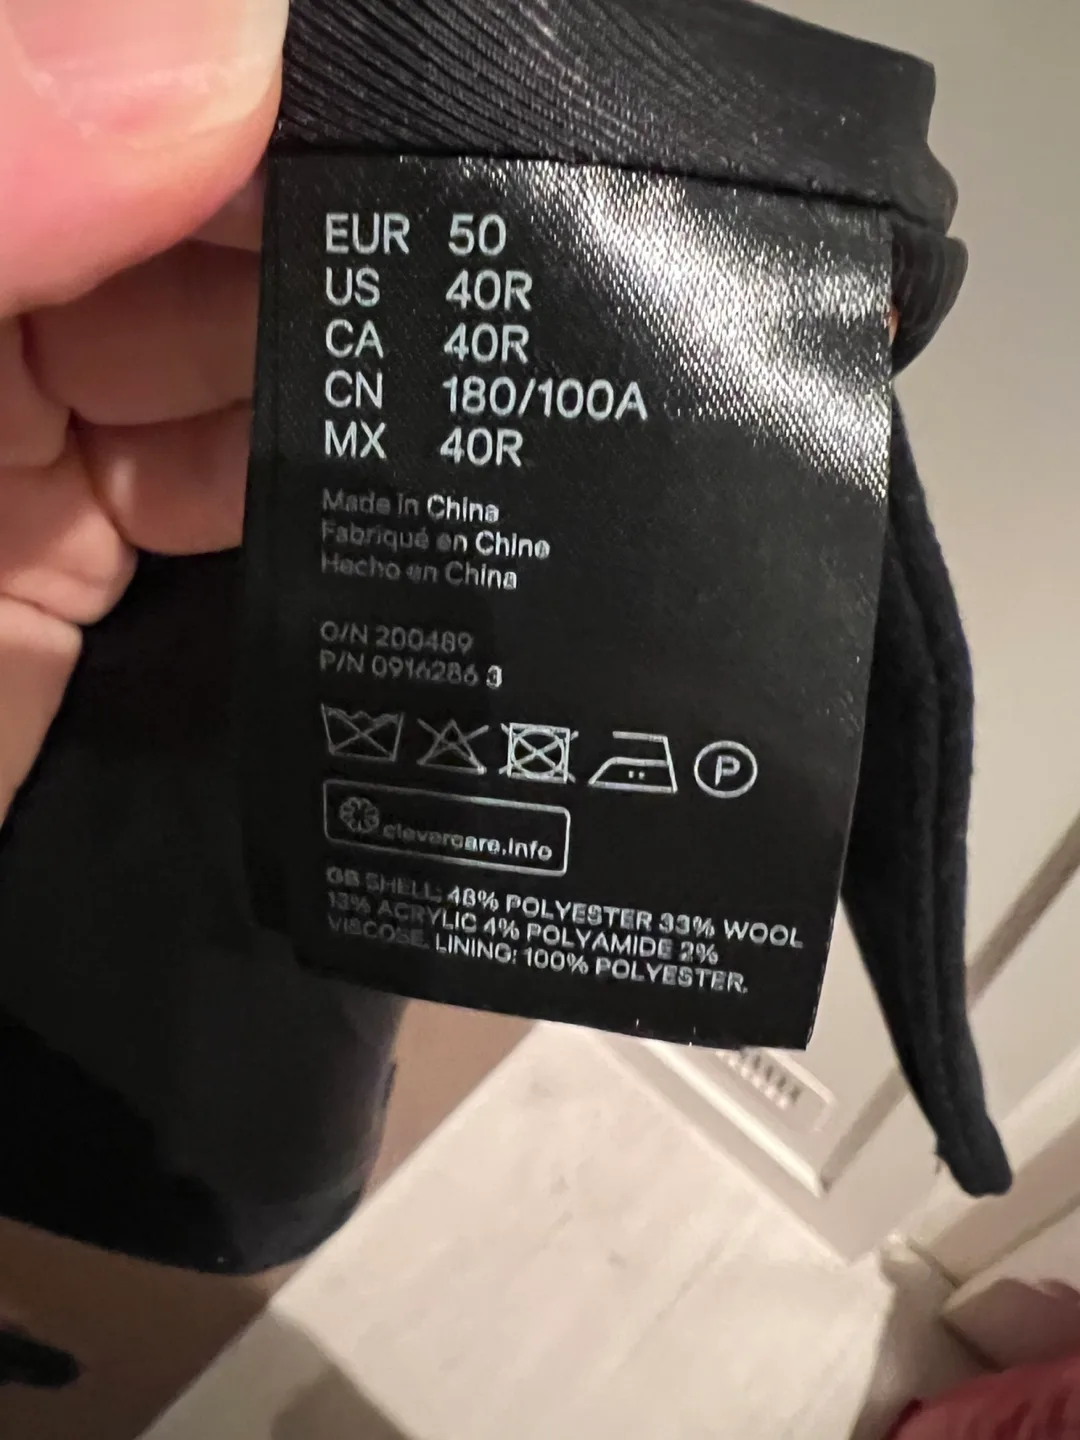 EUR 50
US 40R
CA 40R
CN 180/100A
MX 40R
Made in China
Fabriqué en Chine
Hecho en China
O/N 200489
P/N 0916286 3
P
clevercare.info
GB SHELL: 48% POLYESTER 33% WOOL
13% ACRYLIC 4% POLYAMIDE 2%
VISCOSE. LINING: 100% POLYESTER.